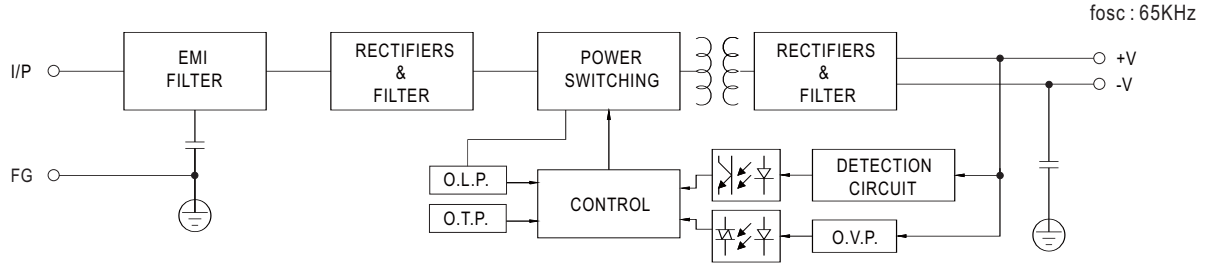 fosc : 65KHz
I/P
EMI
FILTER
RECTIFIERS
&
FILTER
POWER
SWITCHING
RECTIFIERS
&
FILTER
+V
-V
FG
O.L.P.
O.T.P.
CONTROL
DETECTION
CIRCUIT
O.V.P.